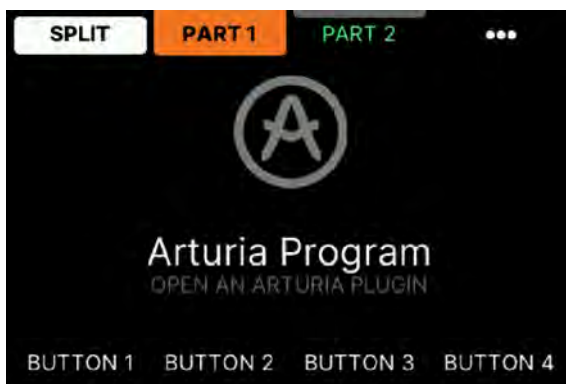 SPLIT PART 1 PART 2 •••
Arturia Program
OPEN AN ARTURIA PLUGIN
BUTTON 1 BUTTON 2 BUTTON 3 BUTTON 4